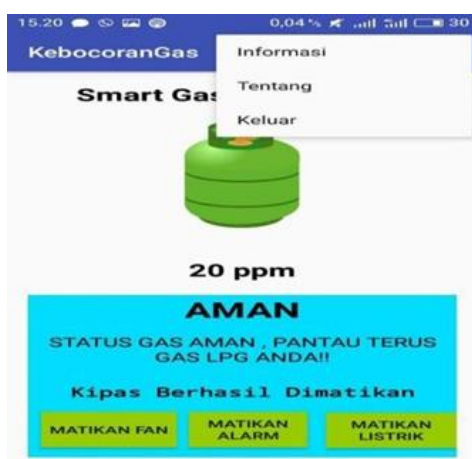 15.20 0,04 % 30
KebocoranGas
Informasi
Tentang
Keluar
Smart Gas
20 ppm
AMAN
STATUS GAS AMAN , PANTAU TERUS
GAS LPG ANDA!!
Kipas Berhasil Dimatikan
MATIKAN FAN
MATIKAN
ALARM
MATIKAN
LISTRIK